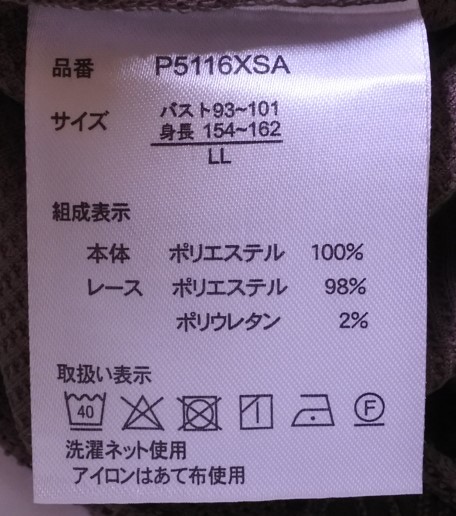 品番 P5116XSA
サイズ バスト93~101
身長 154~162
LL
組成表示
本体 ポリエステル 100%
レース ポリエステル 98%
ポリウレタン 2%
取扱い表示
40 F
洗濯ネット使用
アイロンはあて布使用